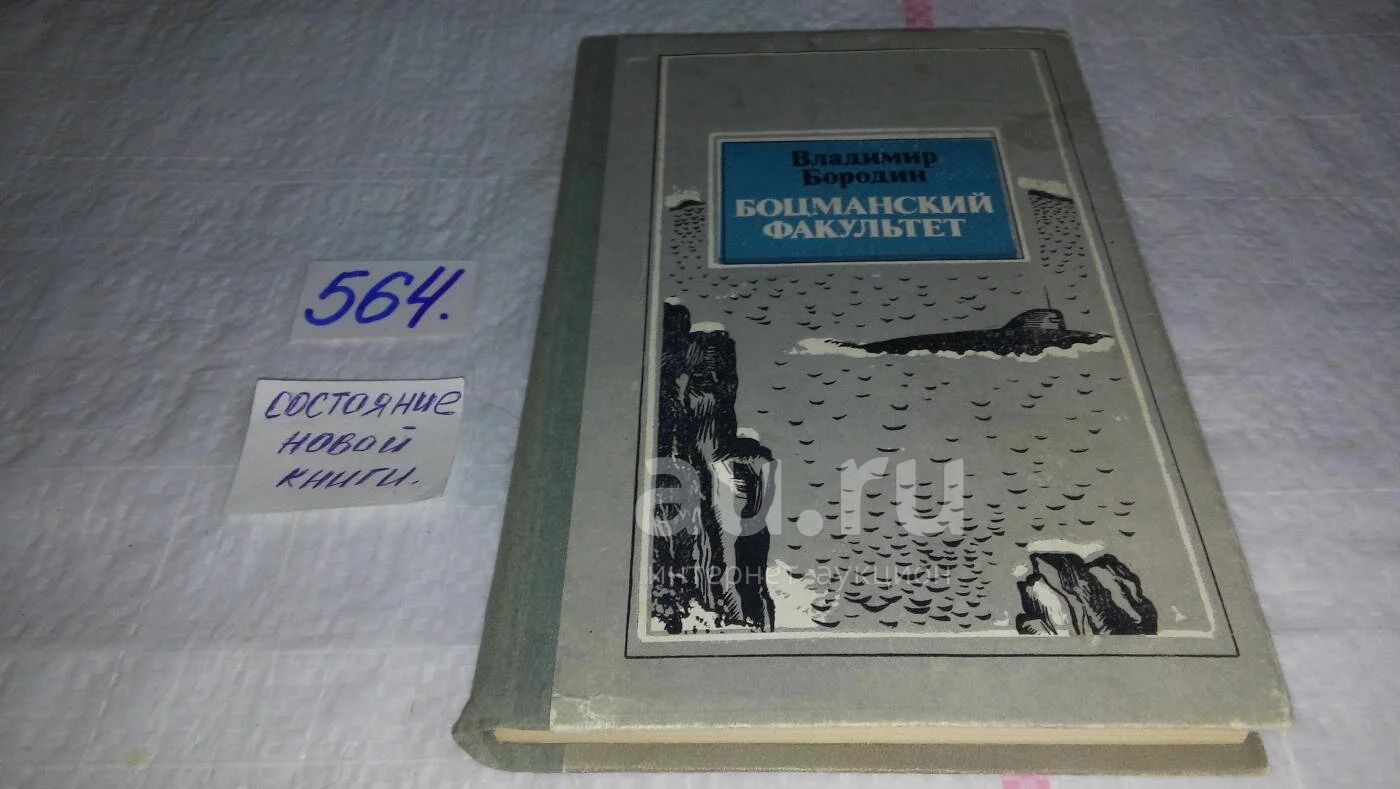 564.
СОСТОЯНИЕ
НОВОЙ
КНИГИ.
Владимир
Бородин
БОЦМАНСКИЙ
ФАКУЛЬТЕТ
au.ru
интернет-аукцион